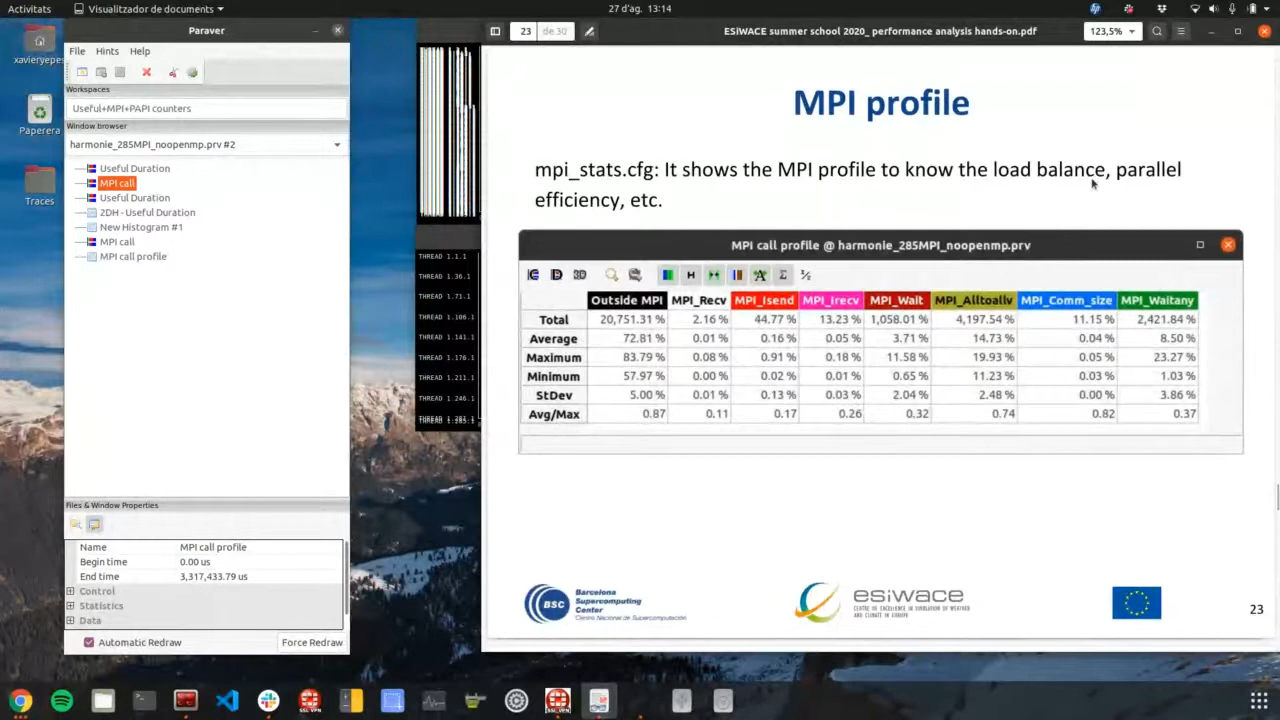 Activitats
Visualitzador de documents
27 d'ag. 13:14
Paraver
23
de 30
ESiWACE summer school 2020_ performance analysis hands-on.pdf
123,5%
xavieryepes
Paperera
Traces
File Hints Help
Workspaces
Useful+MPI+PAPI counters
Window browser
harmonie_285MPI_noopenmp.prv #2
Useful Duration
MPI call
Useful Duration
2DH - Useful Duration
New Histogram #1
MPI call
MPI call profile
Files & Window Properties
Name MPI call profile
Begin time 0.00 us
End time 3,317,433.79 us
Control
Statistics
Data
Automatic Redraw
Force Redraw
THREAD 1.1.1
THREAD 1.36.1
THREAD 1.71.1
THREAD 1.106.1
THREAD 1.141.1
THREAD 1.176.1
THREAD 1.211.1
THREAD 1.246.1
MPI profile
mpi_stats.cfg: It shows the MPI profile to know the load balance, parallel
efficiency, etc.
MPI call profile @ harmonie_285MPI_noopenmp.prv
3D H A Σ ½
Outside MPI MPI_Recv MPI_Isend MPI_Irecv MPI_Wait MPI_Alltoallv MPI_Comm_size MPI_Waitany
Total 20,751.31 % 2.16 % 44.77 % 13.23 % 1,058.01 % 4,197.54 % 11.15 % 2,421.84 %
Average 72.81 % 0.01 % 0.16 % 0.05 % 3.71 % 14.73 % 0.04 % 8.50 %
Maximum 83.79 % 0.08 % 0.91 % 0.18 % 11.58 % 19.93 % 0.05 % 23.27 %
Minimum 57.97 % 0.00 % 0.02 % 0.01 % 0.65 % 11.23 % 0.03 % 1.03 %
StDev 5.00 % 0.01 % 0.13 % 0.03 % 2.04 % 2.48 % 0.00 % 3.86 %
Avg/Max 0.87 0.11 0.17 0.26 0.32 0.74 0.82 0.37
BSC
Barcelona
Supercomputing
Center
Centro Nacional de Supercomputación
esiwace
CENTRE OF EXCELLENCE IN SIMULATION OF WEATHER
AND CLIMATE IN EUROPE
23
SSL VPN
SSL VPN